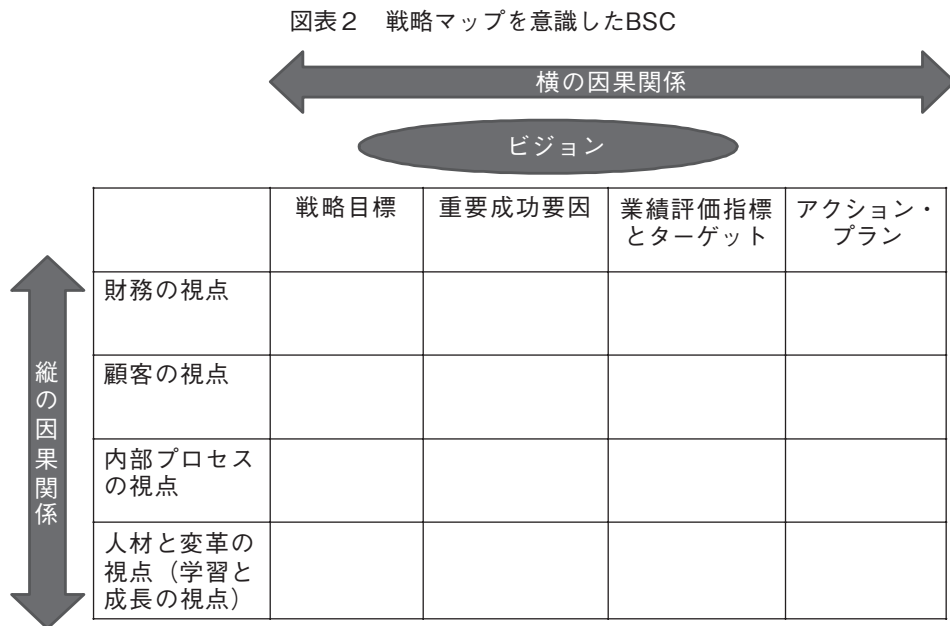 図表2 戦略マップを意識したBSC
横の因果関係
ビジョン
戦略目標
重要成功要因
業績評価指標
とターゲット
アクション・
プラン
縦の因果関係
財務の視点
顧客の視点
内部プロセス
の視点
人材と変革の
視点（学習と
成長の視点）